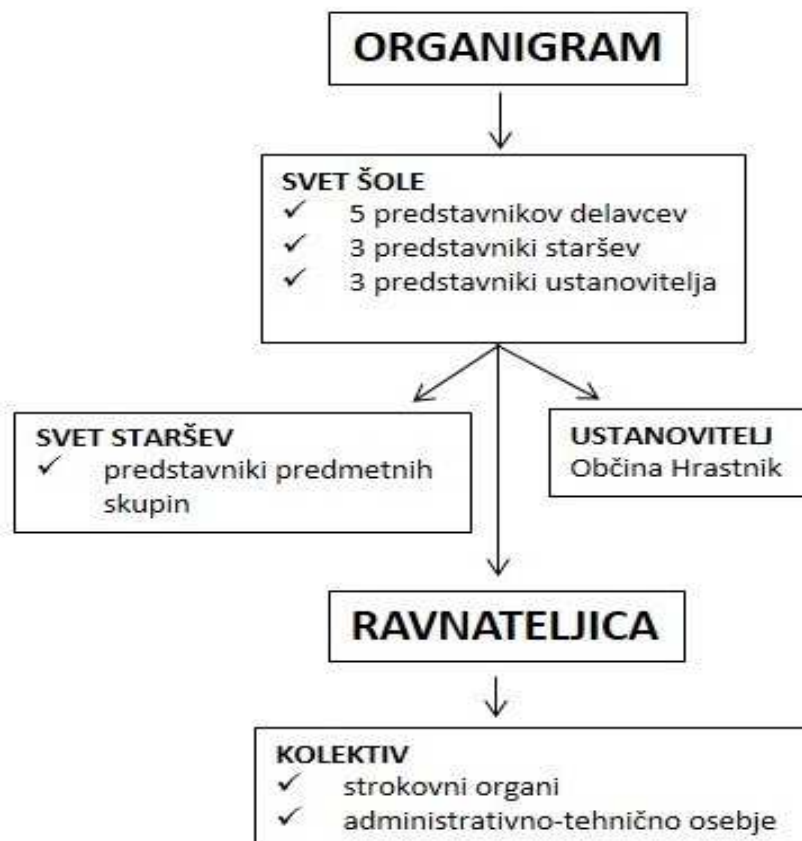 ORGANIGRAM
SVET ŠOLE
✓ 5 predstavnikov delavcev
✓ 3 predstavniki staršev
✓ 3 predstavniki ustanovitelja
SVET STARŠEV
✓ predstavniki predmetnih
skupin
USTANOVITELJ
Občina Hrastnik
RAVNATELJICA
KOLEKTIV
✓ strokovni organi
✓ administrativno-tehnično osebje